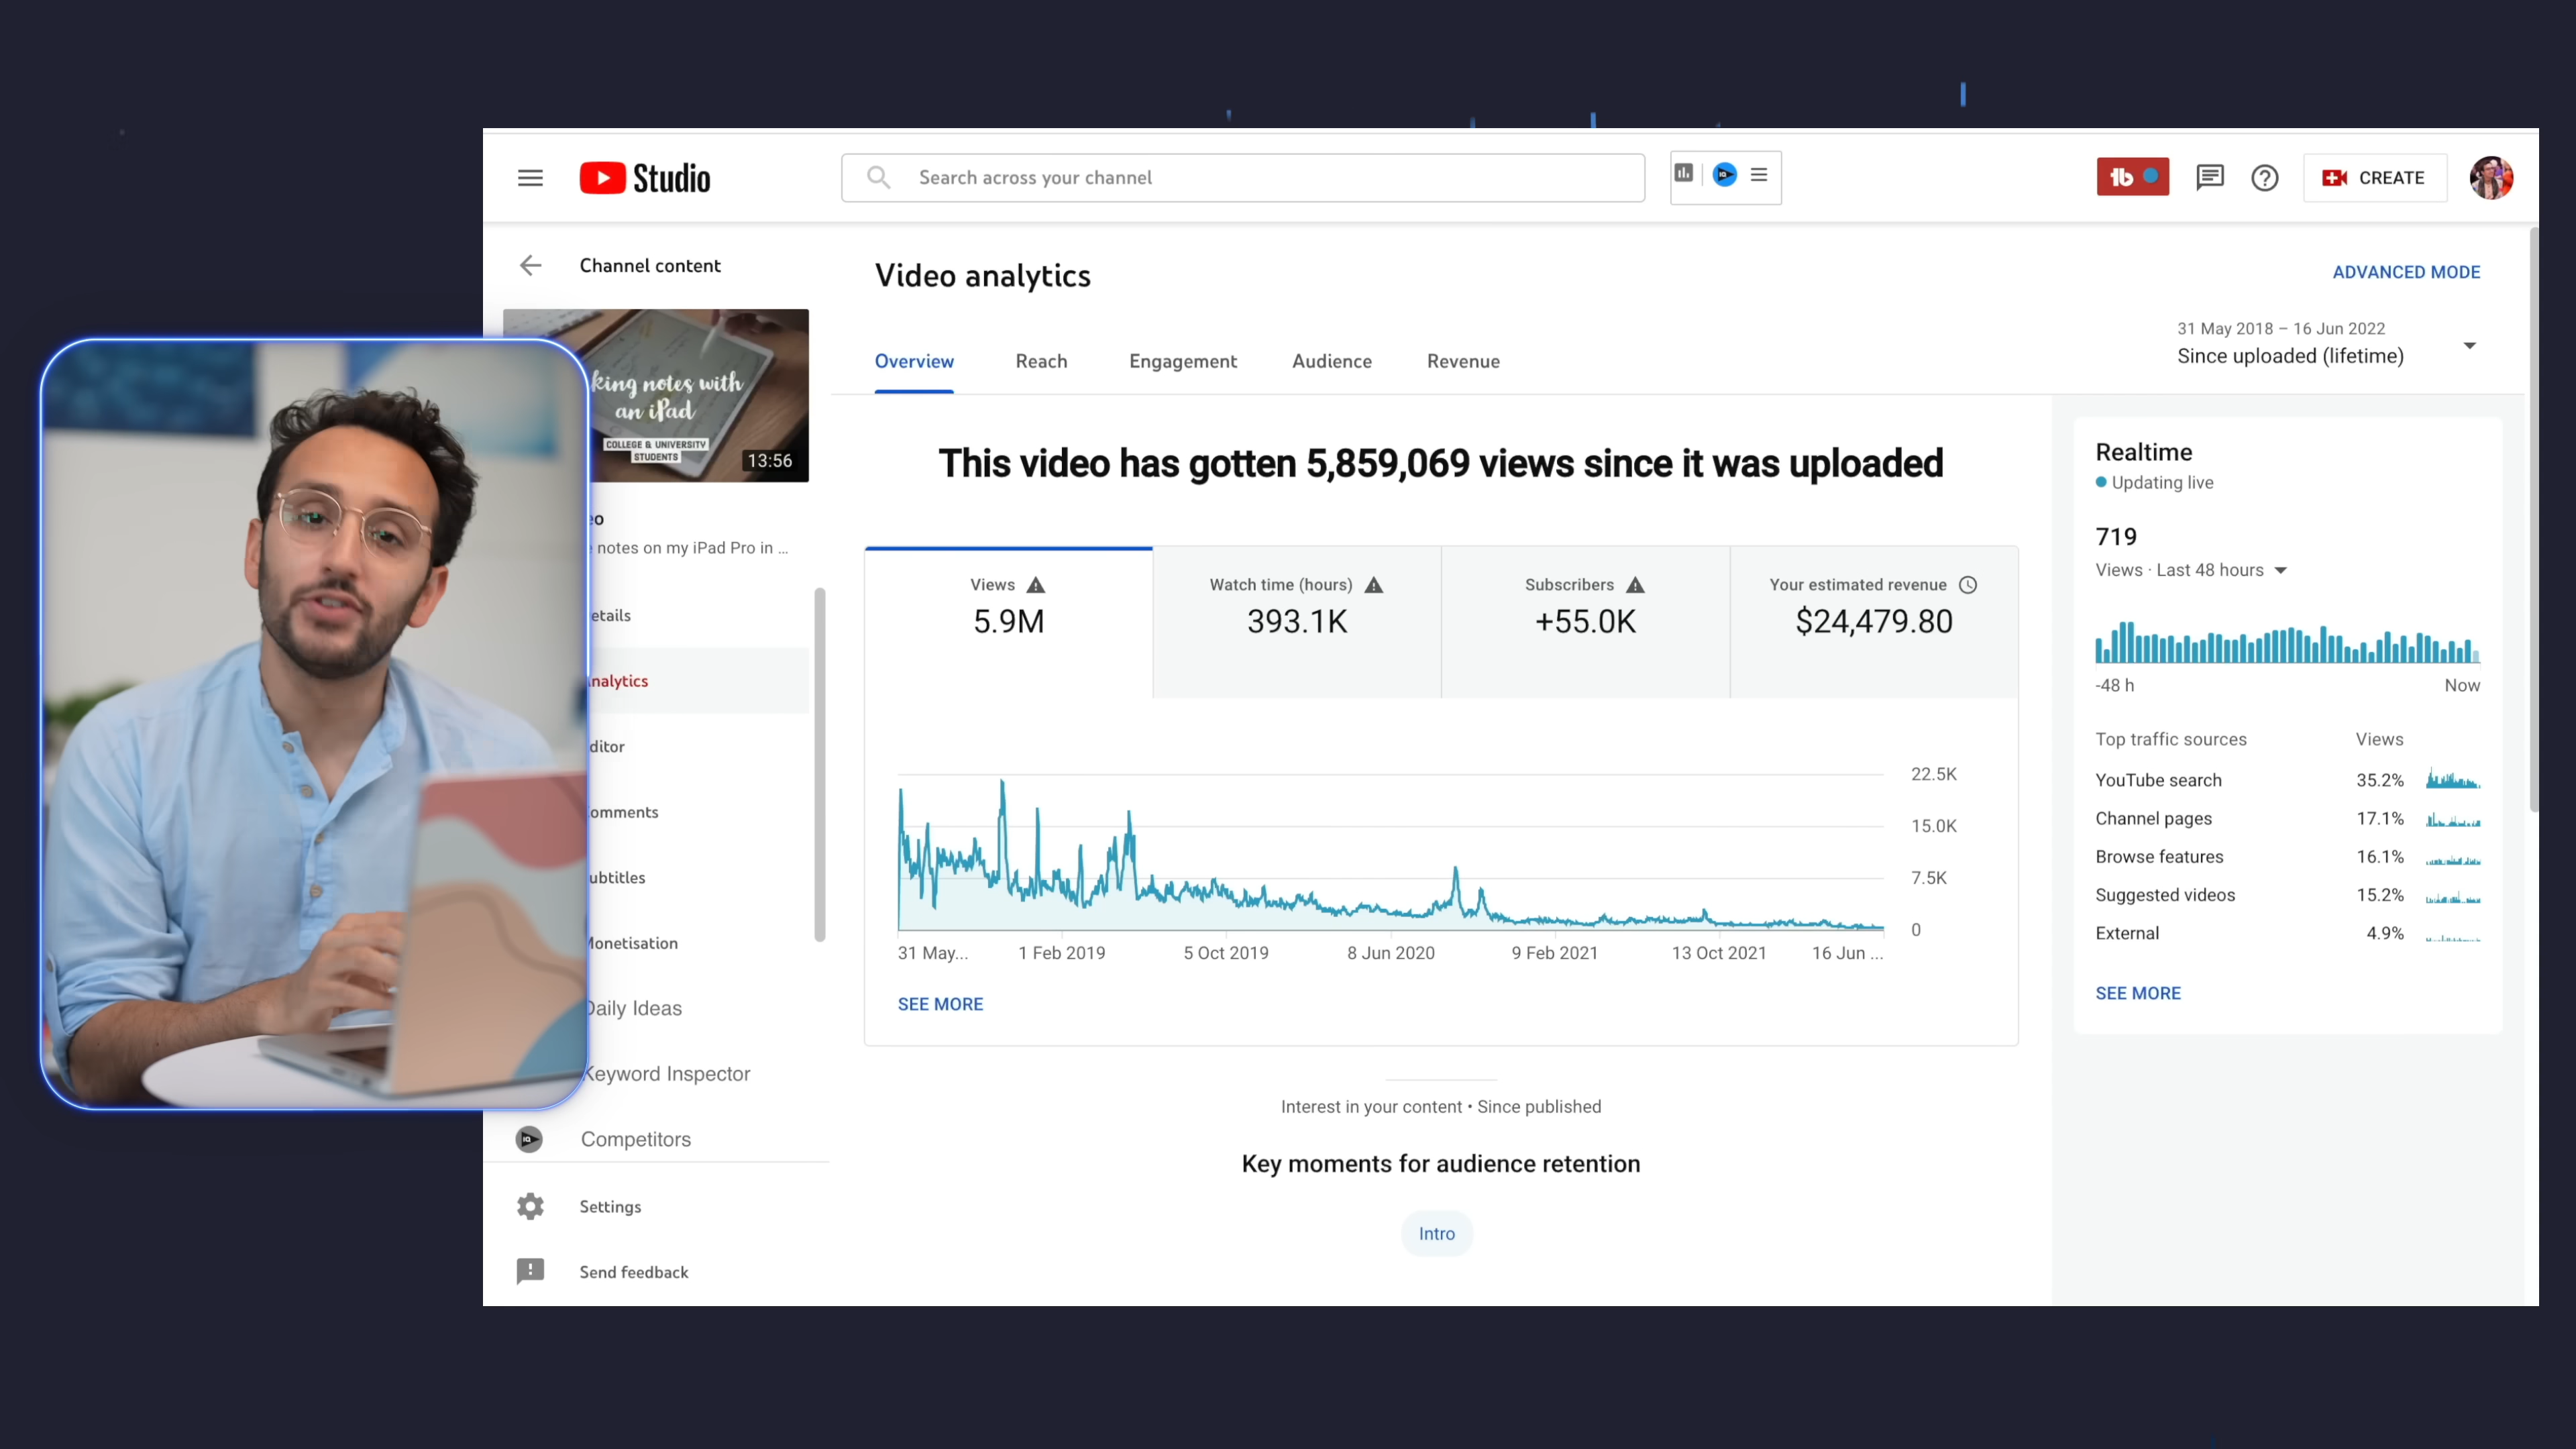 Studio
Search across your channel
CREATE
Channel content
king notes with
an iPad
COLLEGE & UNIVERSITY
STUDENTS
13:56
eo
notes on my iPad Pro in ...
etails
nalytics
ditor
omments
ubtitles
Monetisation
Daily Ideas
Keyword Inspector
Competitors
Settings
Send feedback
Video analytics
ADVANCED MODE
Overview
Reach
Engagement
Audience
Revenue
31 May 2018 – 16 Jun 2022
Since uploaded (lifetime)
This video has gotten 5,859,069 views since it was uploaded
Views
5.9M
Watch time (hours)
393.1K
Subscribers
+55.0K
Your estimated revenue
$24,479.80
22.5K
15.0K
7.5K
0
31 May...
1 Feb 2019
5 Oct 2019
8 Jun 2020
9 Feb 2021
13 Oct 2021
16 Jun ...
SEE MORE
Interest in your content • Since published
Key moments for audience retention
Intro
Realtime
Updating live
719
Views · Last 48 hours
-48 h
Now
Top traffic sources Views
YouTube search 35.2%
Channel pages 17.1%
Browse features 16.1%
Suggested videos 15.2%
External 4.9%
SEE MORE